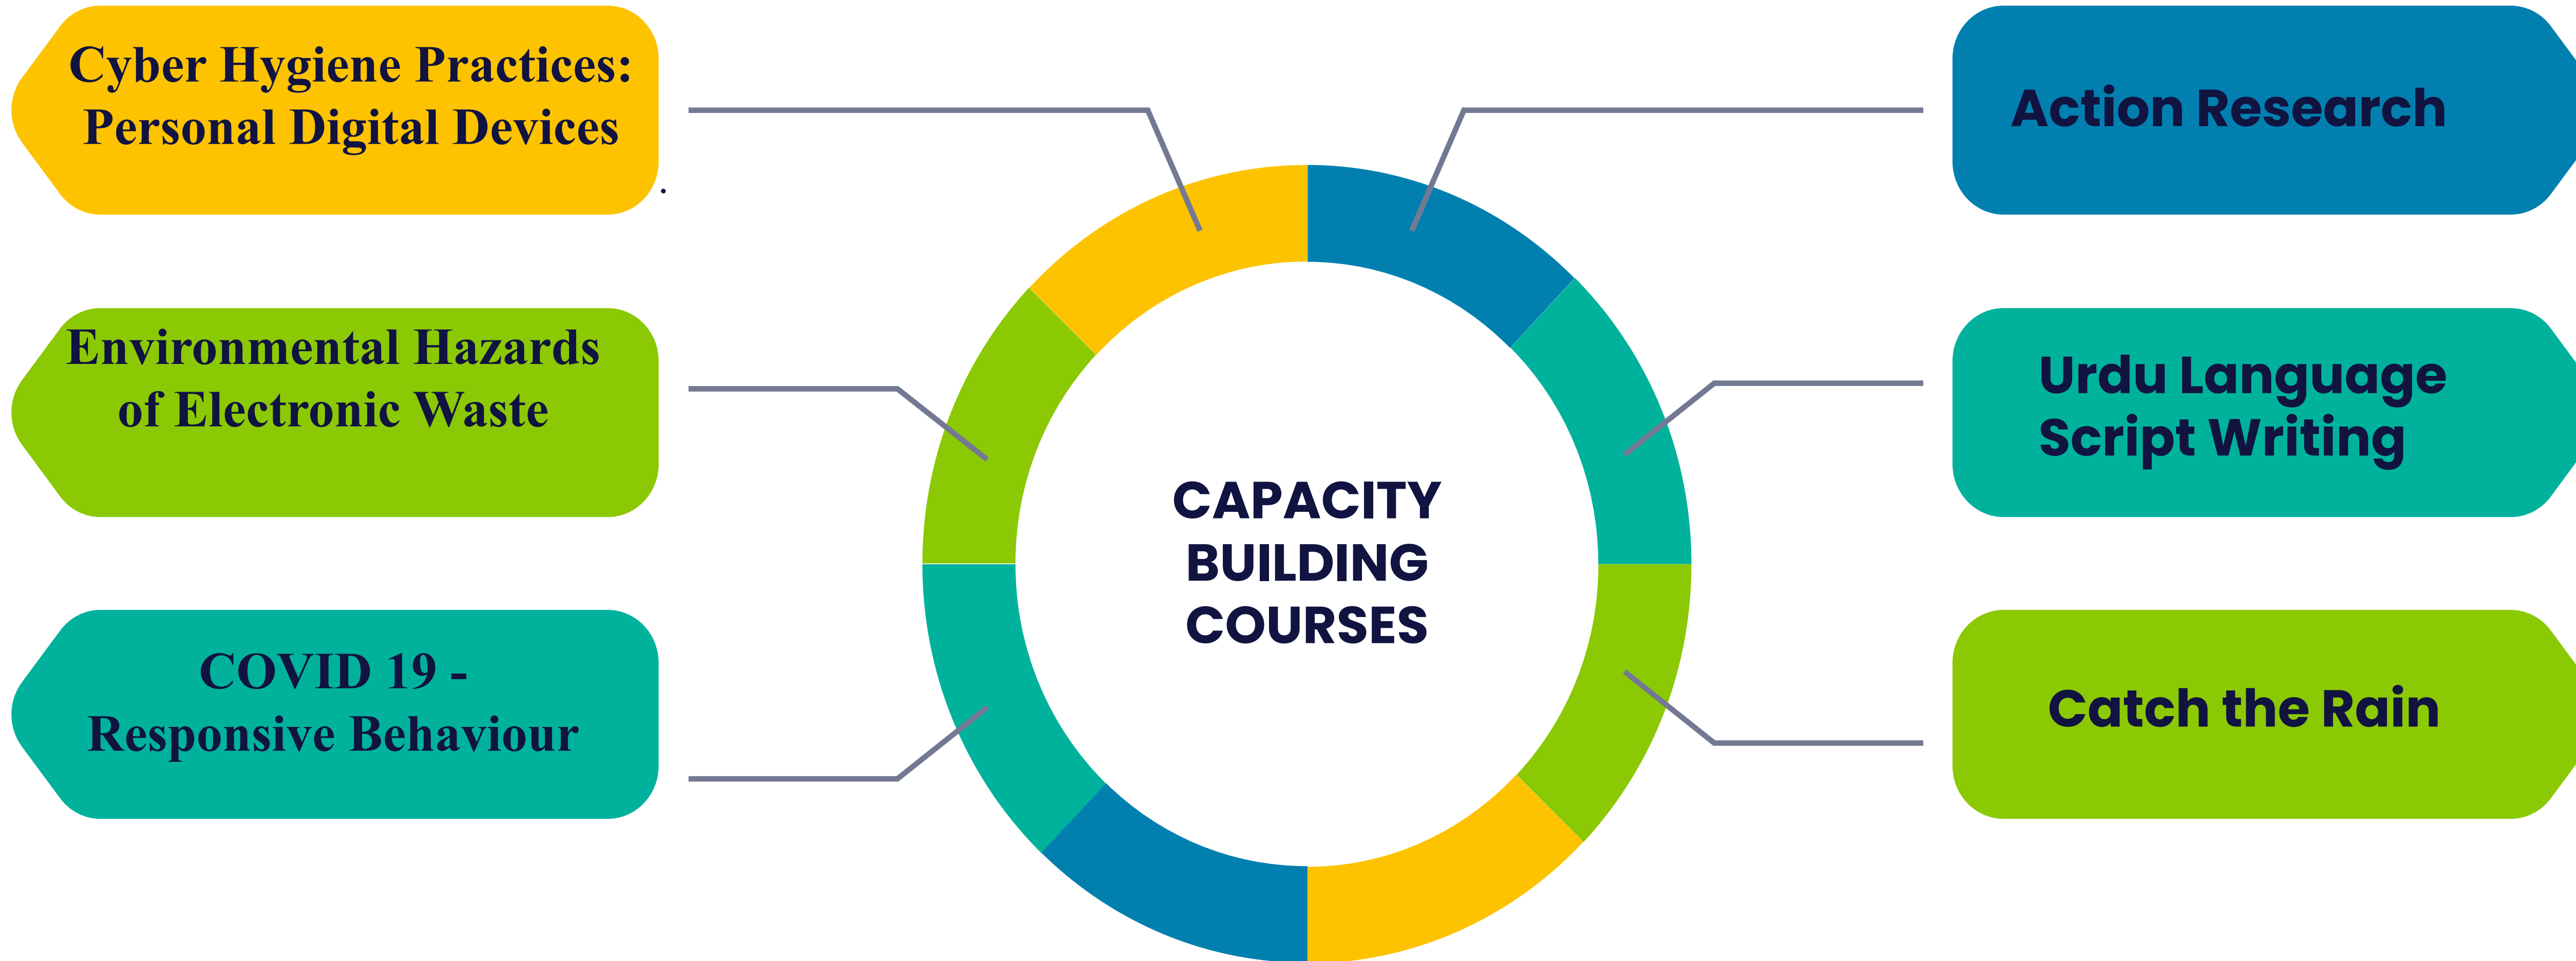 Cyber Hygiene Practices:
Personal Digital Devices
.
Environmental Hazards
of Electronic Waste
COVID 19 -
Responsive Behaviour
CAPACITY
BUILDING
COURSES
Action Research
Urdu Language
Script Writing
Catch the Rain